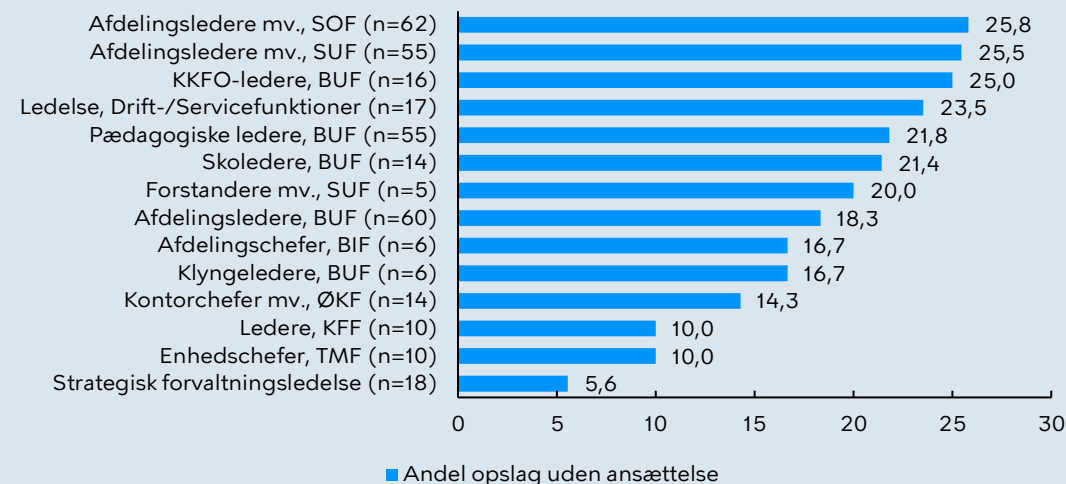 Afdelingsledere mv., SOF (n=62) 25,8
Afdelingsledere mv., SUF (n=55) 25,5
KKFO-ledere, BUF (n=16) 25,0
Ledelse, Drift-/Servicefunktioner (n=17) 23,5
Pædagogiske ledere, BUF (n=55) 21,8
Skoledere, BUF (n=14) 21,4
Forstandere mv., SUF (n=5) 20,0
Afdelingsledere, BUF (n=60) 18,3
Afdelingschefer, BIF (n=6) 16,7
Klyngeledere, BUF (n=6) 16,7
Kontorchefer mv., ØKF (n=14) 14,3
Ledere, KFF (n=10) 10,0
Enhedschefer, TMF (n=10) 10,0
Strategisk forvaltningsledelse (n=18) 5,6
0 5 10 15 20 25 30
Andel opslag uden ansættelse